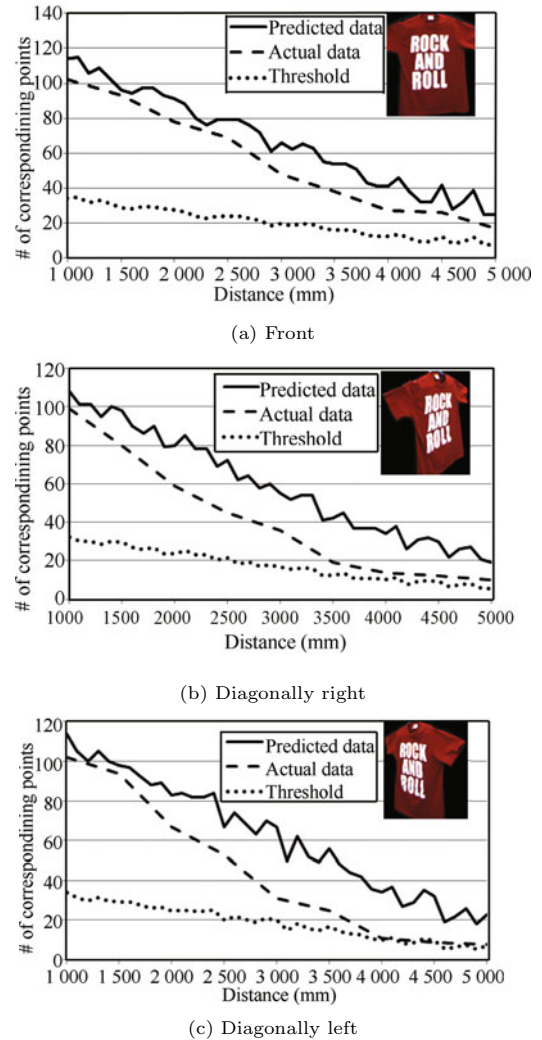 140
120
100
80
60
40
20
0
# of correspondining points
Predicted data
Actual data
Threshold
ROCK
AND
ROLL
1 000 1 500 2 000 2 500 3 000 3 500 4 000 4 500 5 000
Distance (mm)
(a) Front
120
100
80
60
40
20
0
# of correspondining points
Predicted data
Actual data
Threshold
ROCK
AND
ROLL
1000 1500 2000 2500 3000 3500 4000 4500 5000
Distance (mm)
(b) Diagonally right
120
100
80
60
40
20
0
# of correspondining points
Predicted data
Actual data
Threshold
ROCK
AND
ROLL
1 000 1 500 2 000 2 500 3 000 3 500 4 000 4 500 5 000
Distance (mm)
(c) Diagonally left